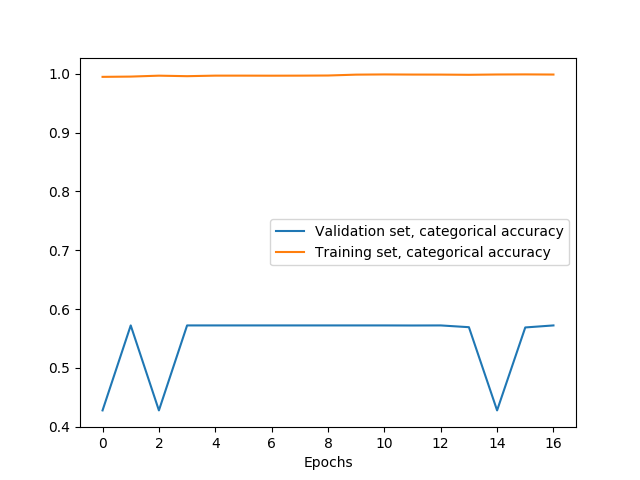 1.0
0.9
0.8
0.7
0.6
0.5
0.4
Validation set, categorical accuracy
Training set, categorical accuracy
0 2 4 6 8 10 12 14 16
Epochs